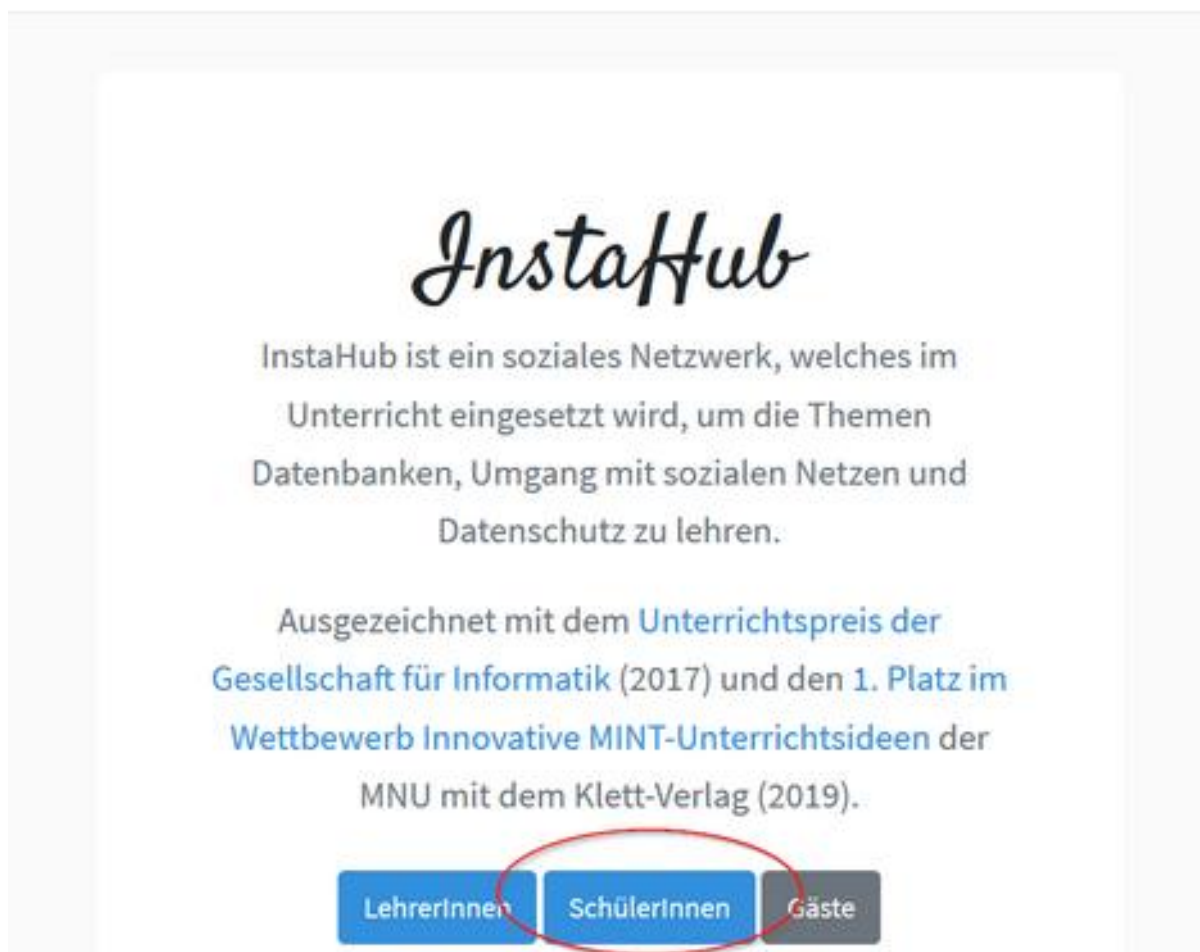 InstaHub
InstaHub ist ein soziales Netzwerk, welches im
Unterricht eingesetzt wird, um die Themen
Datenbanken, Umgang mit sozialen Netzen und
Datenschutz zu lehren.
Ausgezeichnet mit dem Unterrichtspreis der
Gesellschaft für Informatik (2017) und den 1. Platz im
Wettbewerb Innovative MINT-Unterrichtsideen der
MNU mit dem Klett-Verlag (2019).
LehrerInnen SchülerInnen Gäste